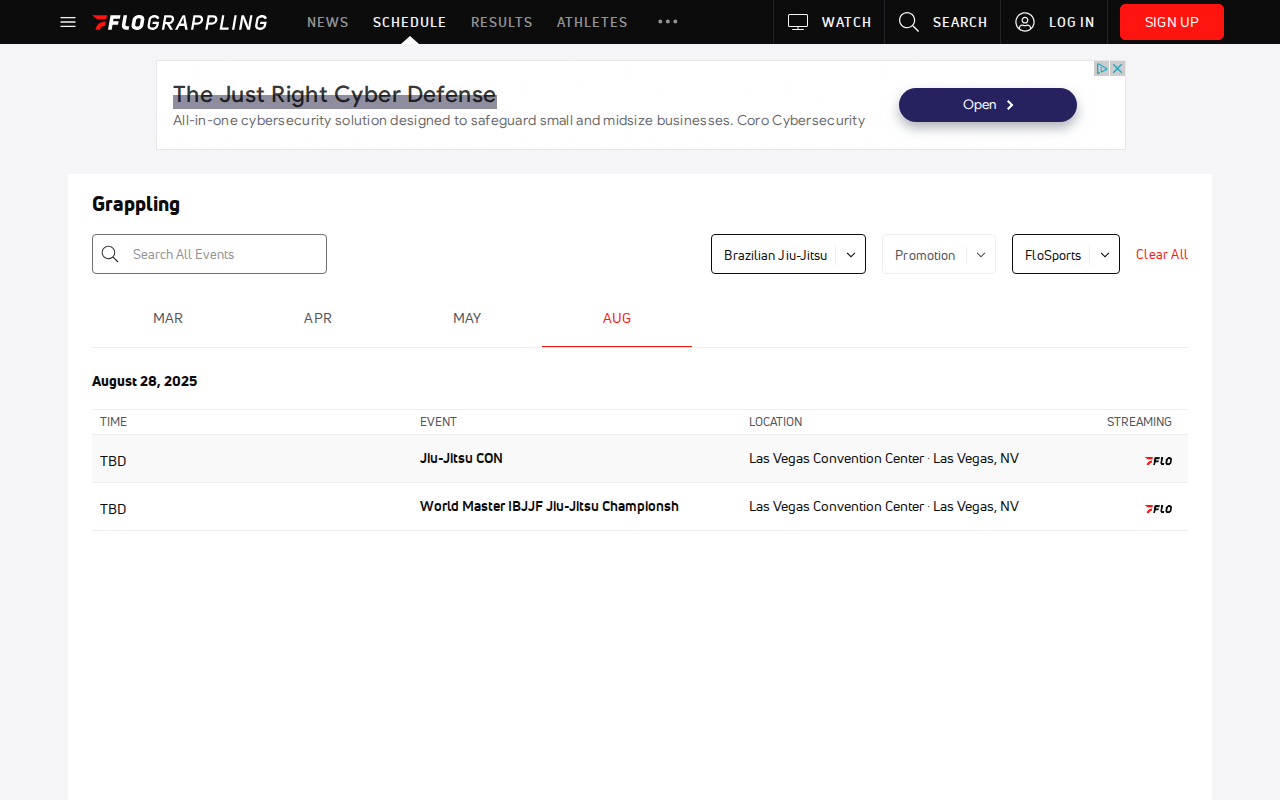 FLOGRAPPLING NEWS SCHEDULE RESULTS ATHLETES WATCH SEARCH LOG IN SIGN UP
The Just Right Cyber Defense
All-in-one cybersecurity solution designed to safeguard small and midsize businesses. Coro Cybersecurity
Open
Grappling
Search All Events Brazilian Jiu-Jitsu Promotion FloSports Clear All
MAR APR MAY AUG
August 28, 2025
TIME EVENT LOCATION STREAMING
TBD Jiu-Jitsu CON Las Vegas Convention Center · Las Vegas, NV FLO
TBD World Master IBJJF Jiu-Jitsu Championsh Las Vegas Convention Center · Las Vegas, NV FLO